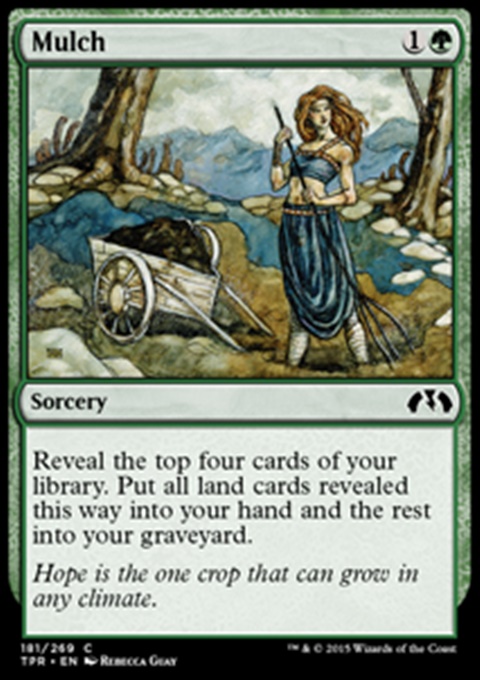 Mulch 1
Sorcery
Reveal the top four cards of your
library. Put all land cards revealed
this way into your hand and the rest
into your graveyard.
Hope is the one crop that can grow in
any climate.
181/269 C
TPR • EN Rebecca Guay
™ & © 2015 Wizards of the Coast